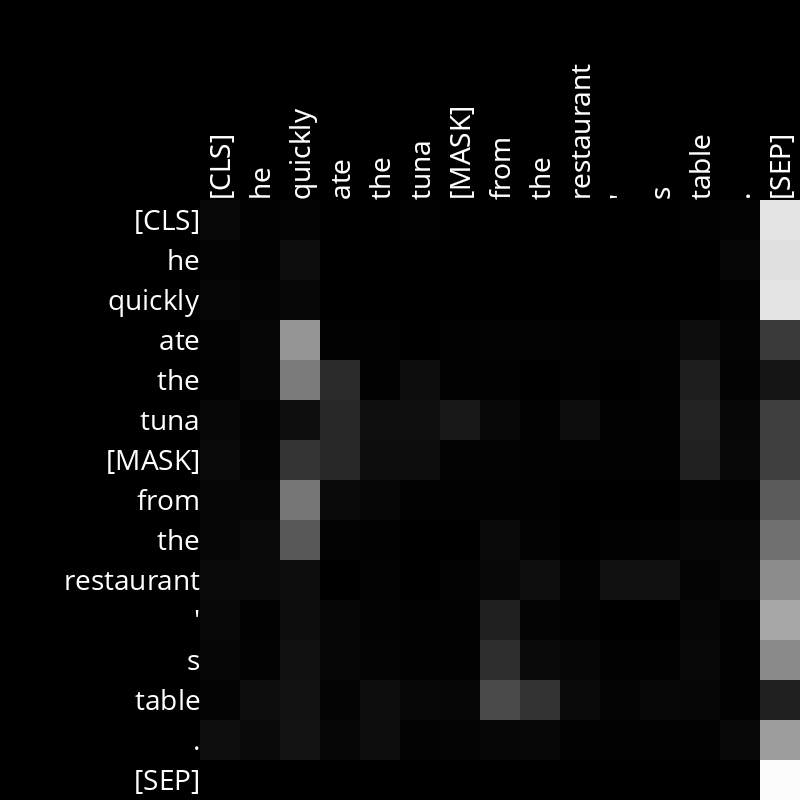 [CLS] he quickly ate the tuna [MASK] from the restaurant ' s table . [SEP]
[CLS]
he
quickly
ate
the
tuna
[MASK]
from
the
restaurant
'
s
table
.
[SEP]